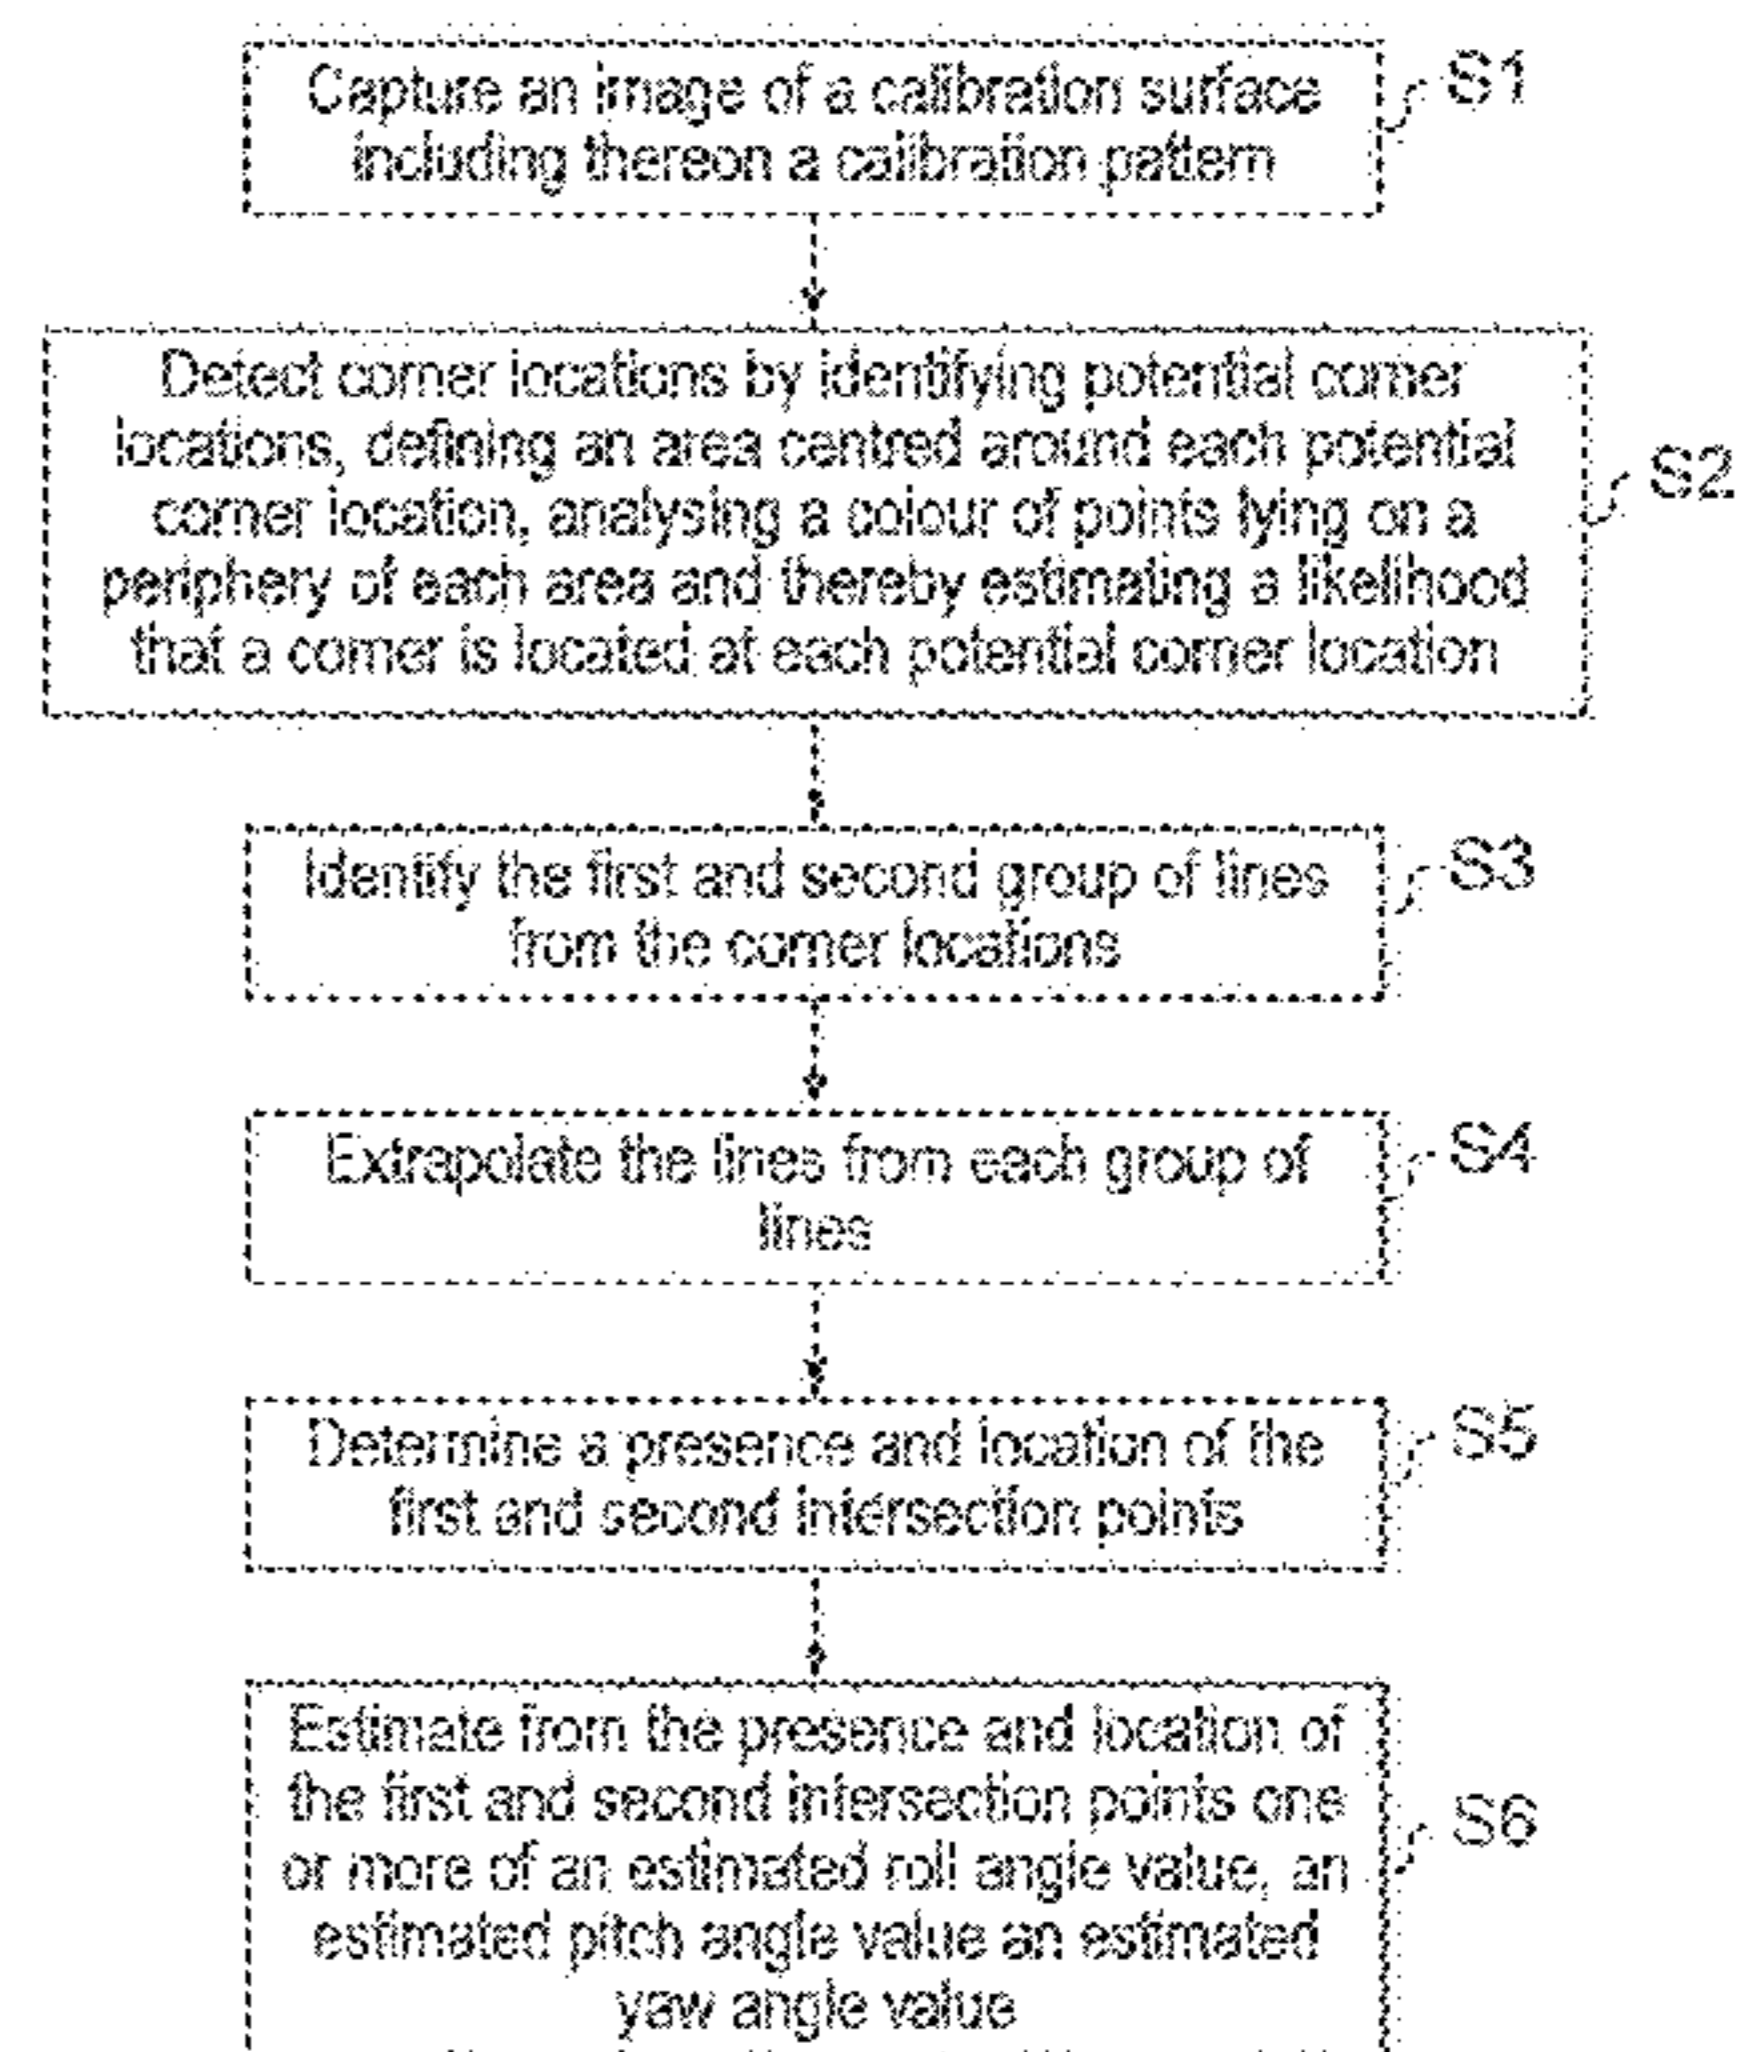 Capture an image of a calibration surface
including thereon a calibration pattern
S1
Detect corner locations by identifying potential corner
locations, defining an area centred around each potential
corner location, analysing a colour of points lying on a
periphery of each area and thereby estimating a likelihood
that a corner is located at each potential corner location
S2
Identify the first and second group of lines
from the corner locations
S3
Extrapolate the lines from each group of
lines
S4
Determine a presence and location of the
first and second intersection points
S5
Estimate from the presence and location of
the first and second intersection points one
or more of an estimated roll angle value, an
estimated pitch angle value an estimated
yaw angle value
S6